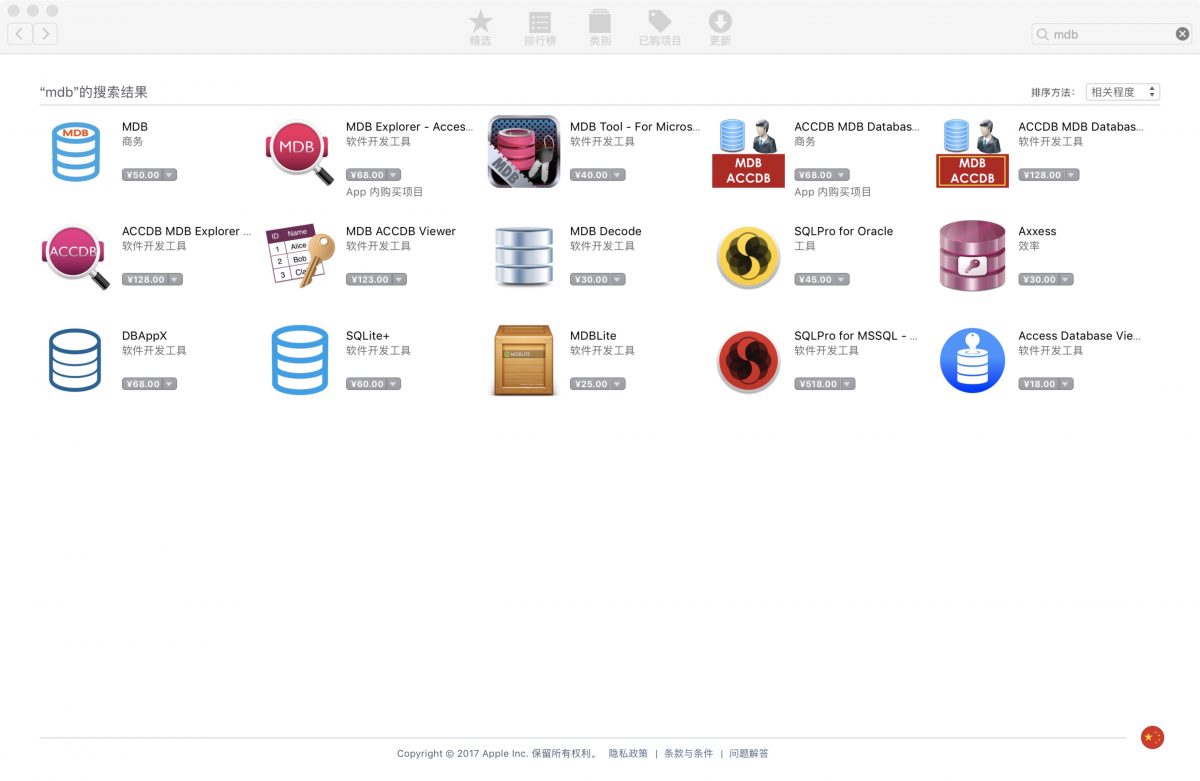 精选 排行榜 类别 已购项目 更新
mdb
“mdb”的搜索结果
排序方法： 相关程度
MDB
MDB
商务
¥50.00
MDB
MDB Explorer - Acces...
软件开发工具
¥68.00
App 内购买项目
MDB
MDB Tool - For Micros...
软件开发工具
¥40.00
MDB
ACCDB
ACCDB MDB Databas...
商务
¥68.00
App 内购买项目
MDB
ACCDB
ACCDB MDB Databas...
软件开发工具
¥128.00
ACCDB
ACCDB MDB Explorer ...
软件开发工具
¥128.00
ID Name
1 Alice
2 Bob
3 Cla
MDB ACCDB Viewer
软件开发工具
¥123.00
MDB Decode
软件开发工具
¥30.00
SQLPro for Oracle
工具
¥45.00
Axxess
效率
¥30.00
DBAppX
软件开发工具
¥68.00
SQLite+
软件开发工具
¥60.00
MDBLITE
MDBLite
软件开发工具
¥25.00
SQLPro for MSSQL - ...
软件开发工具
¥518.00
Access Database Vie...
软件开发工具
¥18.00
Copyright © 2017 Apple Inc. 保留所有权利。 隐私政策 | 条款与条件 | 问题解答